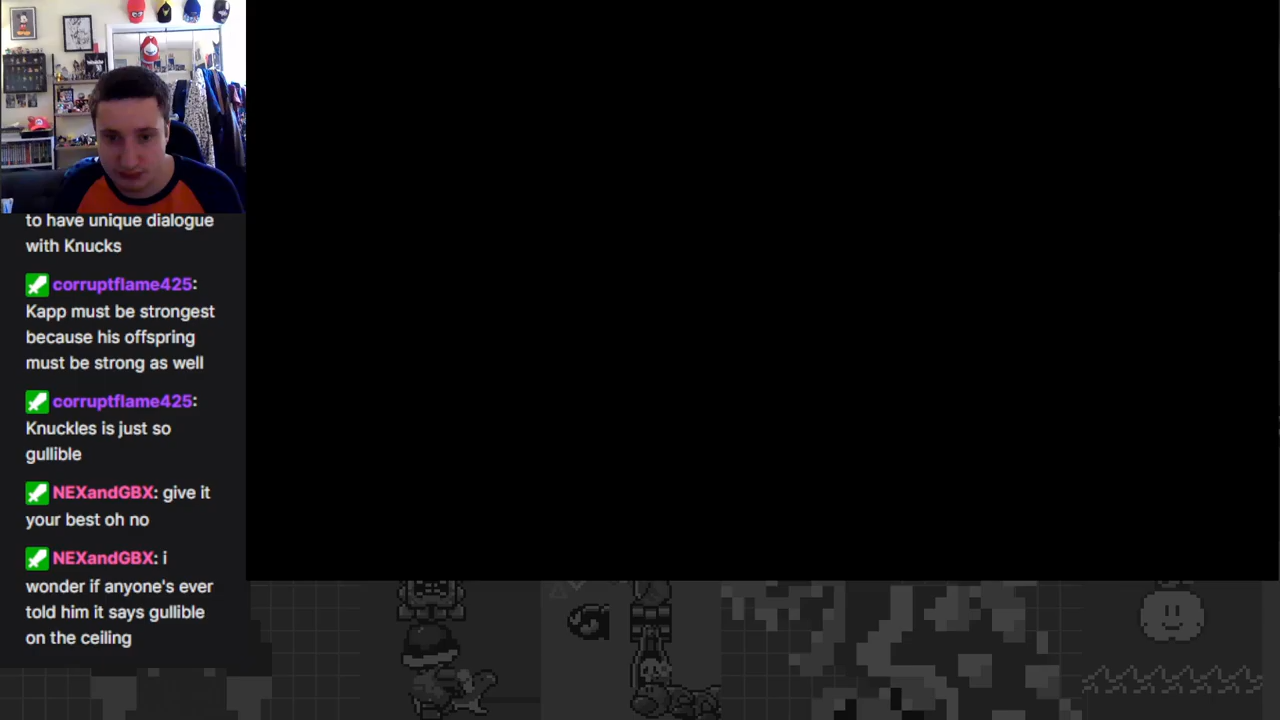 to have unique dialogue
with Knucks
corruptflame425:
Kapp must be strongest
because his offspring
must be strong as well
corruptflame425:
Knuckles is just so
gullible
NEXandGBX: give it
your best oh no
NEXandGBX: i
wonder if anyone's ever
told him it says gullible
on the ceiling